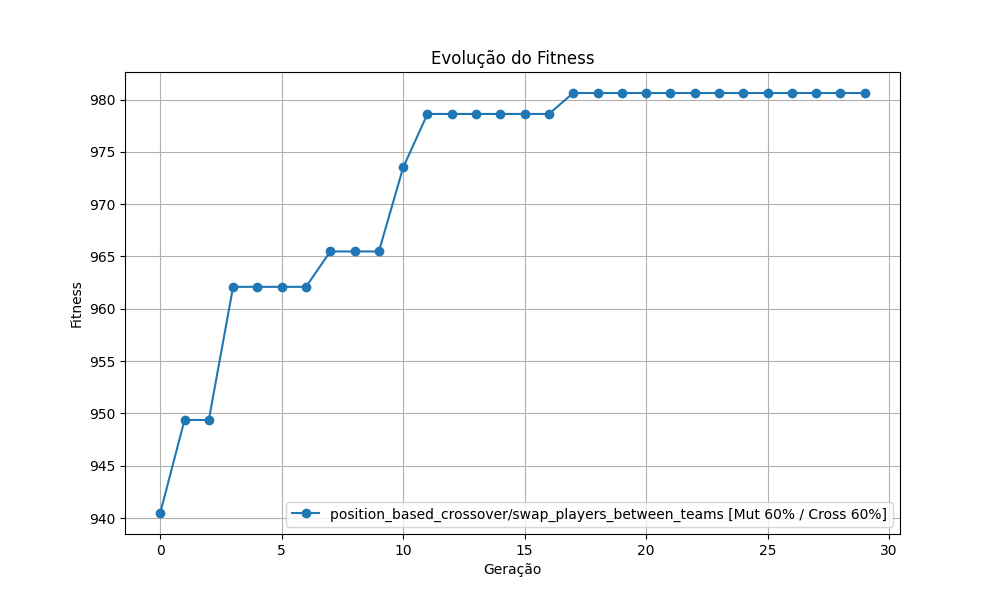 Evolução do Fitness
Fitness
980
975
970
965
960
955
950
945
940
position_based_crossover/swap_players_between_teams [Mut 60% / Cross 60%]
0 5 10 15 20 25 30
Geração